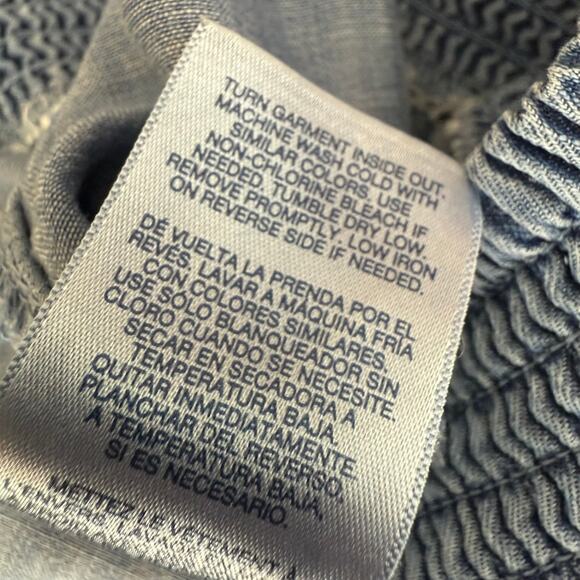 TURN GARMENT INSIDE OUT.
MACHINE WASH COLD WITH
SIMILAR COLORS. USE
NON-CHLORINE BLEACH IF
NEEDED. TUMBLE DRY LOW.
REMOVE PROMPTLY. LOW IRON
ON REVERSE SIDE IF NEEDED.
DÉ VUELTA LA PRENDA POR EL
REVÉS. LAVAR A MÁQUINA FRÍA
CON COLORES SIMILARES.
USE SÓLO BLANQUEADOR SIN
CLORO CUANDO SE NECESITE.
SECAR EN SECADORA A
TEMPERATURA BAJA.
QUITAR INMEDIATAMENTE.
PLANCHAR DEL REVERSO.
A TEMPERATURA BAJA,
SI ES NECESARIO.
METTEZ LE VÊTEMENT À
L'ENVERS